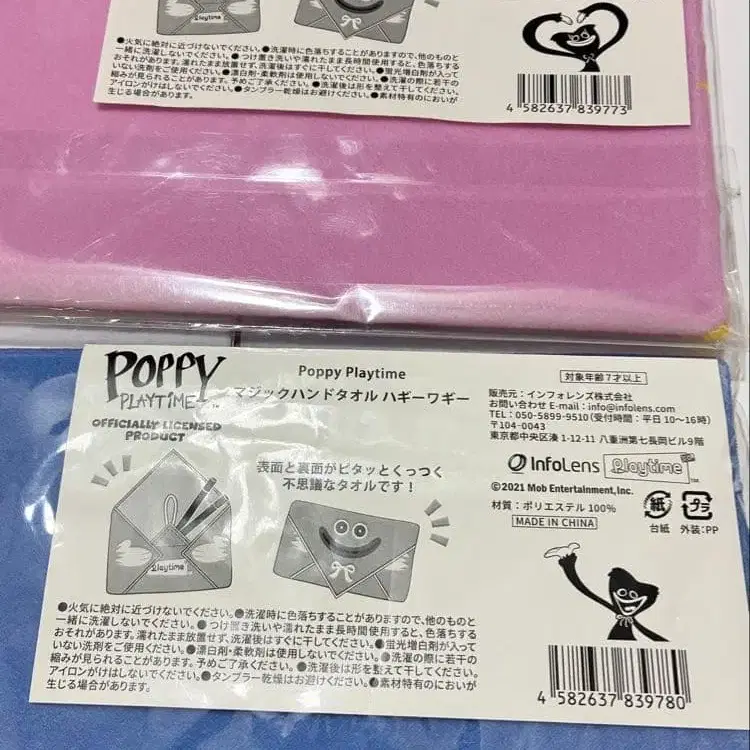 Playtime
●火気に絶対に近づけないでください。●洗濯時に色落ちすることがありますので、他のものと
一緒に洗濯しないでください。●つけ置き洗いや濡れたまま長時間使用すると、色落ちする
おそれがあります。濡れたまま放置せず、洗濯後はすぐに干してください。●蛍光増白剤が入って
いない洗剤をご使用ください。●漂白剤・柔軟剤は使用しないでください。●洗濯の際に若干の
縮みが見られることがあります。予めご了承ください。●洗濯後は形を整えて干してください。
アイロンがけはしないでください。●タンブラー乾燥はお避けください。●素材特有のにおいが
生じる場合があります。
4 582637 839773
POPPY
PLAYTIME™
OFFICIALLY LICENSED
PRODUCT
Poppy Playtime
マジックハンドタオル ハギーワギー
表面と裏面がピタッとくっつく
不思議なタオルです！
Playtime
対象年齢7才以上
販売元：インフォレンズ株式会社
お問い合わせ E-mail：info@infolens.com
TEL：050-5899-9510(受付時間：平日 10〜16時)
〒104-0043
東京都中央区湊 1-12-11 八重洲第七長岡ビル9階
InfoLens Playtime™
©2021 Mob Entertainment,Inc.
材質：ポリエステル 100%
MADE IN CHINA
紙 プラ
台紙 外装：PP
●火気に絶対に近づけないでください。●洗濯時に色落ちすることがありますので、他のものと
一緒に洗濯しないでください。●つけ置き洗いや濡れたまま長時間使用すると、色落ちする
おそれがあります。濡れたまま放置せず、洗濯後はすぐに干してください。●蛍光増白剤が入って
いない洗剤をご使用ください。●漂白剤・柔軟剤は使用しないでください。●洗濯の際に若干の
縮みが見られることがあります。予めご了承ください。●洗濯後は形を整えて干してください。
アイロンがけはしないでください。●タンブラー乾燥はお避けください。●素材特有のにおいが
生じる場合があります。
4 582637 839780